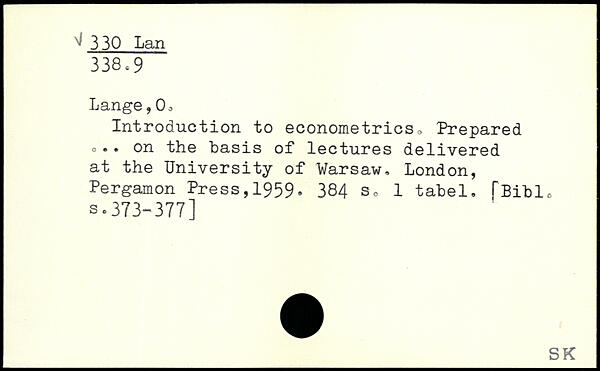 √ 330 Lan
338.9
Lange,O.
Introduction to econometrics. Prepared
... on the basis of lectures delivered
at the University of Warsaw. London,
Pergamon Press,1959. 384 s. 1 tabel. [Bibl.
s.373-377]
SK